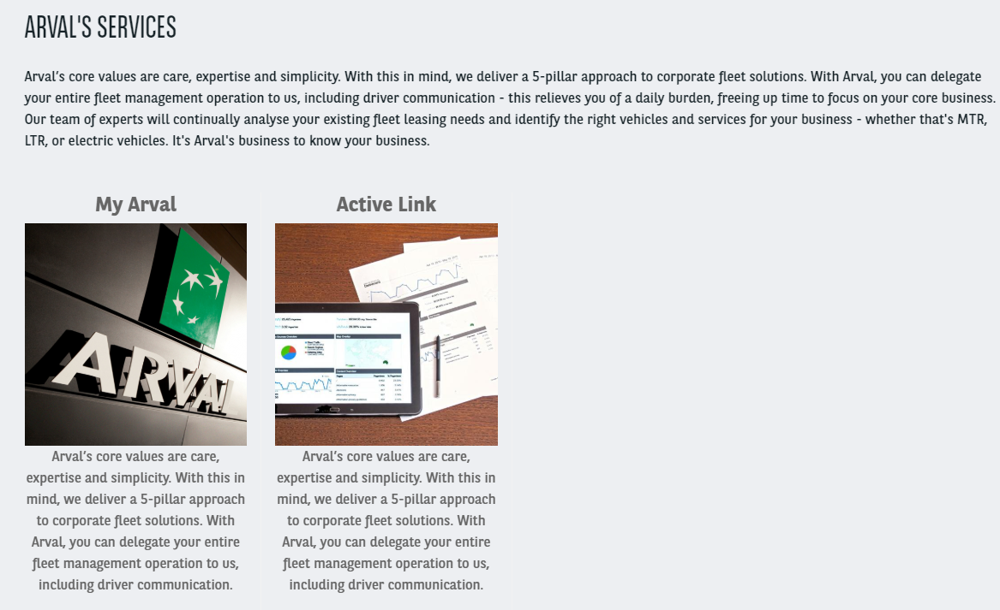 ARVAL'S SERVICES
Arval’s core values are care, expertise and simplicity. With this in mind, we deliver a 5-pillar approach to corporate fleet solutions. With Arval, you can delegate
your entire fleet management operation to us, including driver communication - this relieves you of a daily burden, freeing up time to focus on your core business.
Our team of experts will continually analyse your existing fleet leasing needs and identify the right vehicles and services for your business - whether that's MTR,
LTR, or electric vehicles. It's Arval's business to know your business.
My Arval
ARVAL
Arval’s core values are care,
expertise and simplicity. With this in
mind, we deliver a 5-pillar approach
to corporate fleet solutions. With
Arval, you can delegate your entire
fleet management operation to us,
including driver communication.
Active Link
Arval’s core values are care,
expertise and simplicity. With this in
mind, we deliver a 5-pillar approach
to corporate fleet solutions. With
Arval, you can delegate your entire
fleet management operation to us,
including driver communication.